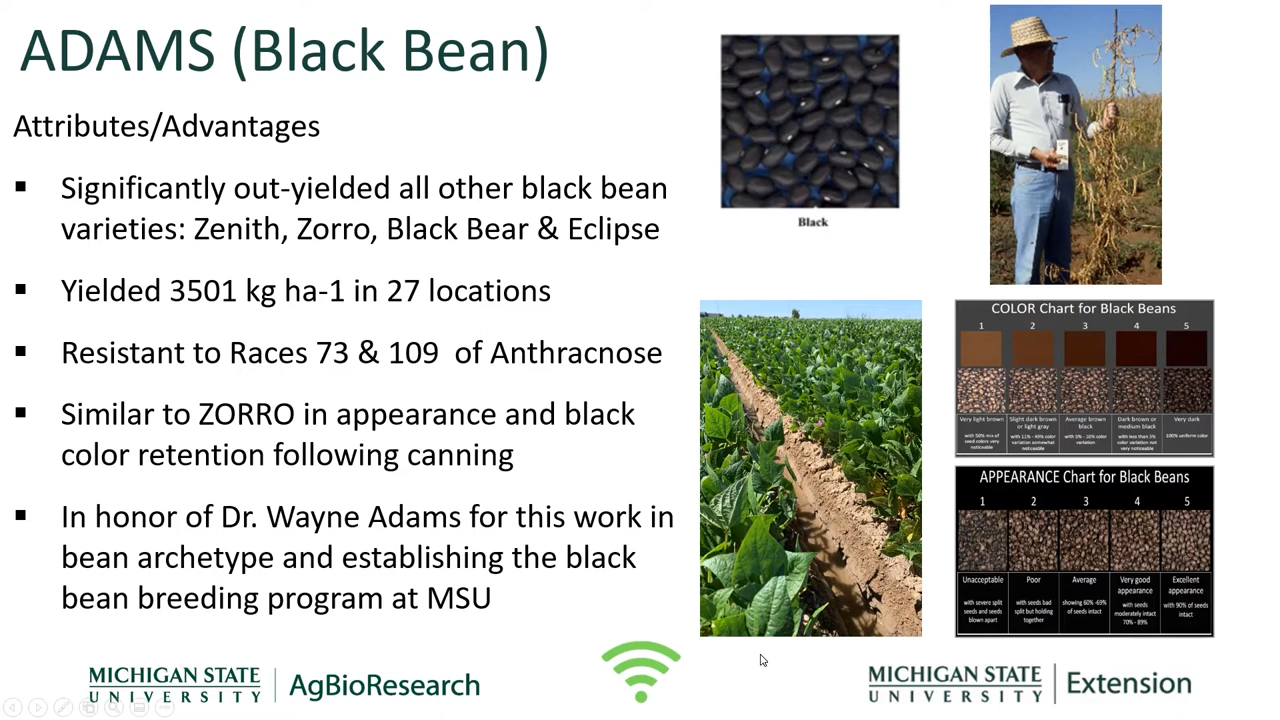 ADAMS (Black Bean)
Attributes/Advantages
Significantly out-yielded all other black bean
varieties: Zenith, Zorro, Black Bear & Eclipse
Yielded 3501 kg ha-1 in 27 locations
Resistant to Races 73 & 109 of Anthracnose
Similar to ZORRO in appearance and black
color retention following canning
In honor of Dr. Wayne Adams for this work in
bean archetype and establishing the black
bean breeding program at MSU
Black
COLOR Chart for Black Beans
1 2 3 4 5
Very light brown
with 50% mix of
seed colors very
noticeable
Slight dark brown
or light gray
with 11% - 49% color
variation somewhat
noticeable
Average brown
black
with 5% - 10% color
variation
Dark brown or
medium black
with less than 5%
color variation not
very noticeable
Very dark
100% uniform color
APPEARANCE Chart for Black Beans
1 2 3 4 5
Unacceptable
with severe split
seeds and seeds
blown apart
Poor
with seeds bad
split but holding
together
Average
showing 60% -69%
of seeds intact
Very good
appearance
with seeds
moderately intact
70% - 89%
Excellent
appearance
with 90% of seeds
intact
MICHIGAN STATE
UNIVERSITY
AgBioResearch
MICHIGAN STATE
UNIVERSITY
Extension